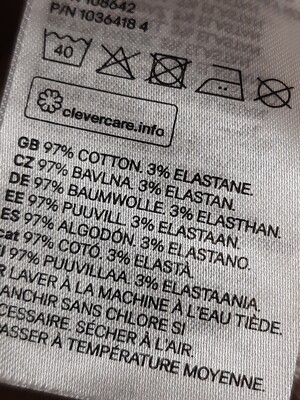 108642
P/N 1036418 4
40
clevercare.info
GB 97% COTTON. 3% ELASTANE.
CZ 97% BAVLNA. 3% ELASTAN.
DE 97% BAUMWOLLE. 3% ELASTHAN.
EE 97% PUUVILL. 3% ELASTAAN.
ES 97% ALGODÓN. 3% ELASTANO.
cat 97% COTÓ. 3% ELASTÀ.
97% PUUVILLAA. 3% ELASTAANIA.
LAVER À LA MACHINE À L'EAU TIÈDE.
ANCHIR SANS CHLORE SI
CESSAIRE. SÉCHER À L'AIR.
ASSER À TEMPÉRATURE MOYENNE.